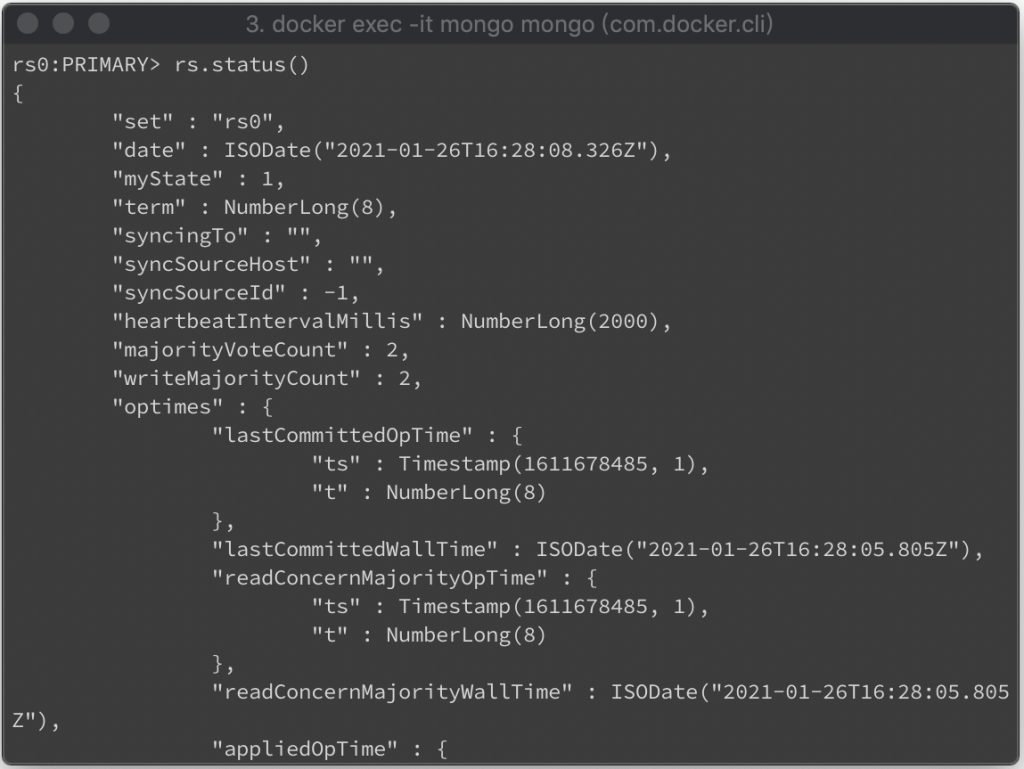 3. docker exec -it mongo mongo (com.docker.cli)
rs0:PRIMARY> rs.status()
{
        "set" : "rs0",
        "date" : ISODate("2021-01-26T16:28:08.326Z"),
        "myState" : 1,
        "term" : NumberLong(8),
        "syncingTo" : "",
        "syncSourceHost" : "",
        "syncSourceId" : -1,
        "heartbeatIntervalMillis" : NumberLong(2000),
        "majorityVoteCount" : 2,
        "writeMajorityCount" : 2,
        "optimes" : {
                "lastCommittedOpTime" : {
                        "ts" : Timestamp(1611678485, 1),
                        "t" : NumberLong(8)
                },
                "lastCommittedWallTime" : ISODate("2021-01-26T16:28:05.805Z"),
                "readConcernMajorityOpTime" : {
                        "ts" : Timestamp(1611678485, 1),
                        "t" : NumberLong(8)
                },
                "readConcernMajorityWallTime" : ISODate("2021-01-26T16:28:05.805
Z"),
                "appliedOpTime" : {